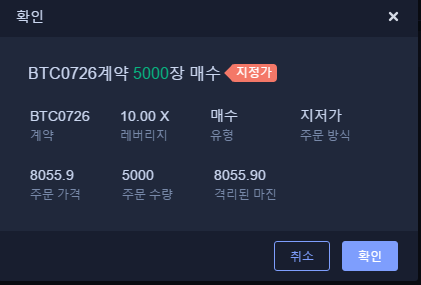 확인 ×
BTC0726계약 5000장 매수 지정가
BTC0726 10.00 X 매수 지저가
계약 레버리지 유형 주문 방식
8055.9 5000 8055.90
주문 가격 주문 수량 격리된 마진
취소 확인